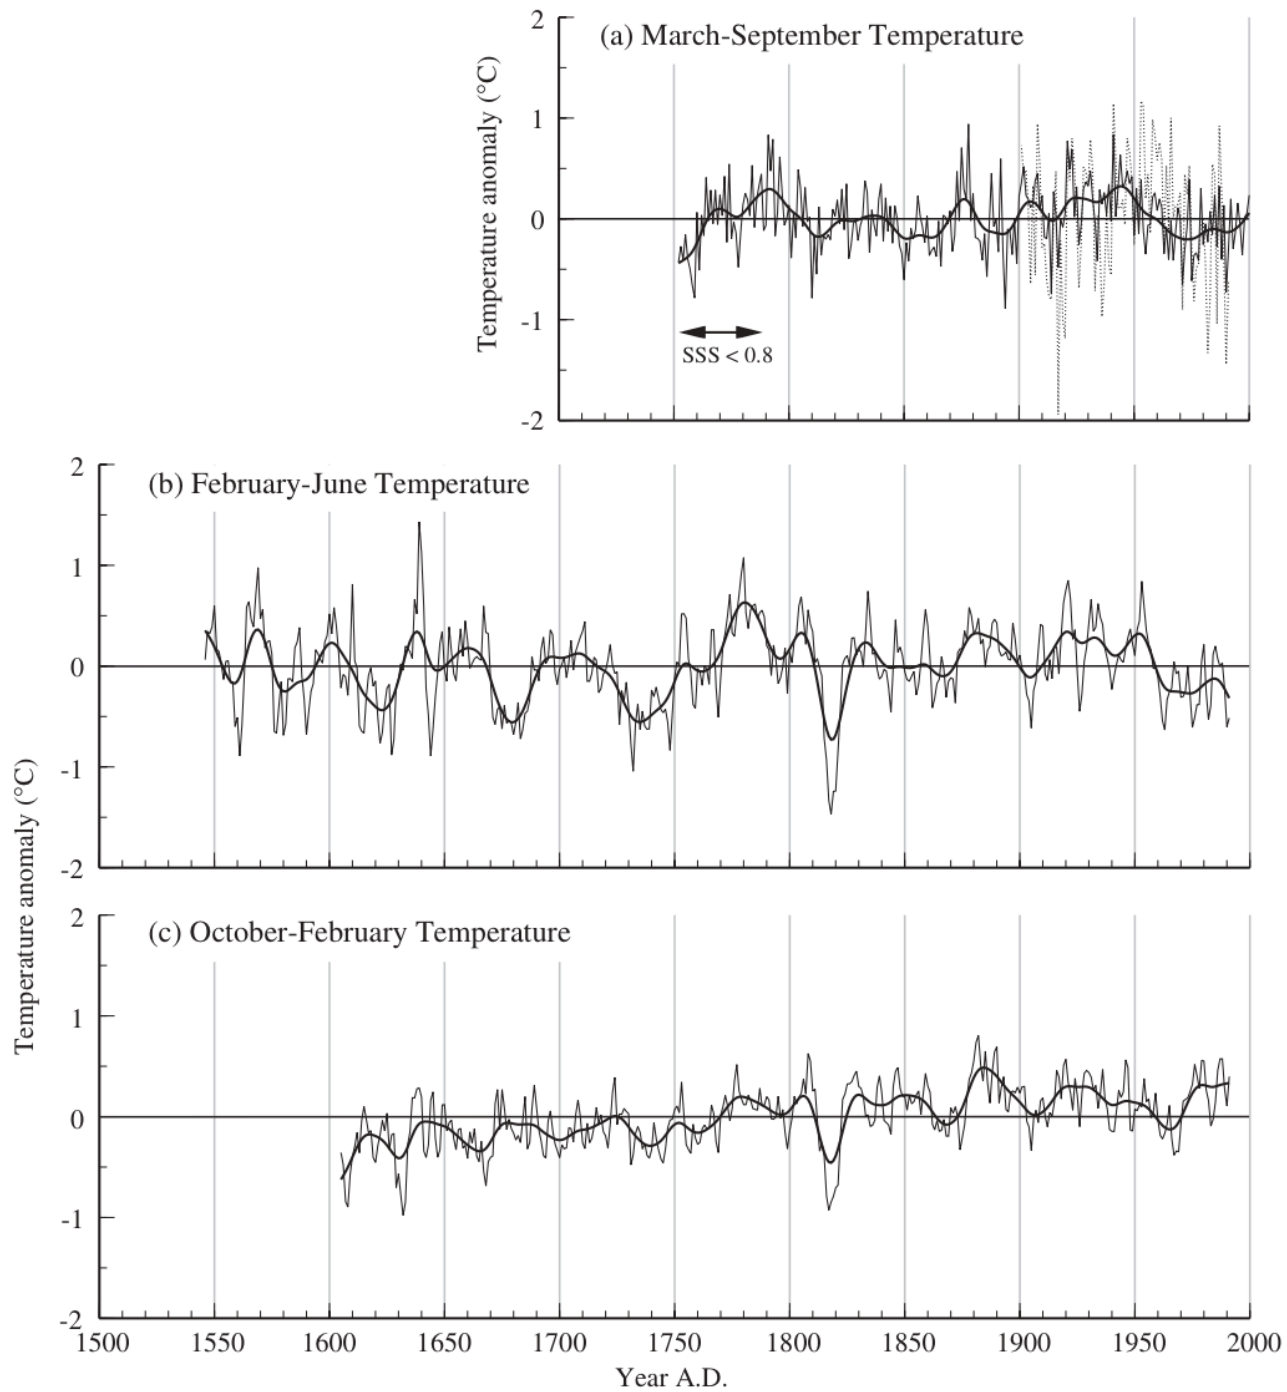 (a) March-September Temperature
Temperature anomaly (°C)
2
1
0
-1
-2
SSS < 0.8
(b) February-June Temperature
2
1
0
-1
-2
Temperature anomaly (°C)
(c) October-February Temperature
2
1
0
-1
-2
1500 1550 1600 1650 1700 1750 1800 1850 1900 1950 2000
Year A.D.